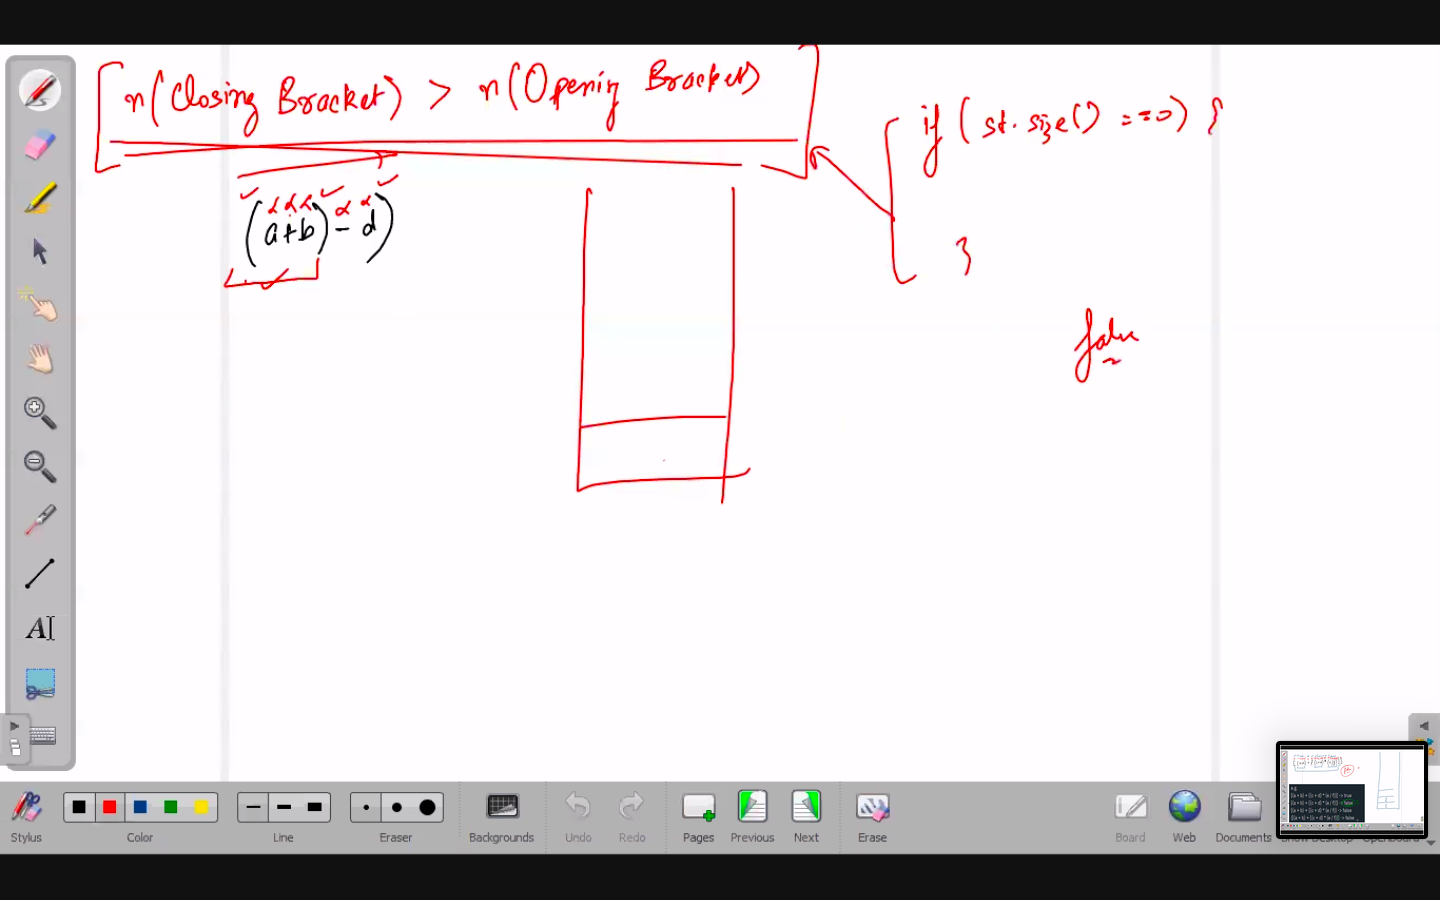 n(Closing Bracket) > n(Opening Bracket)
if ( st. size() == 0) {
}
(a+b) - d)
false
Stylus
Color
Line
Eraser
Backgrounds
Undo
Redo
Pages
Previous
Next
Erase
Board
Web
Documents